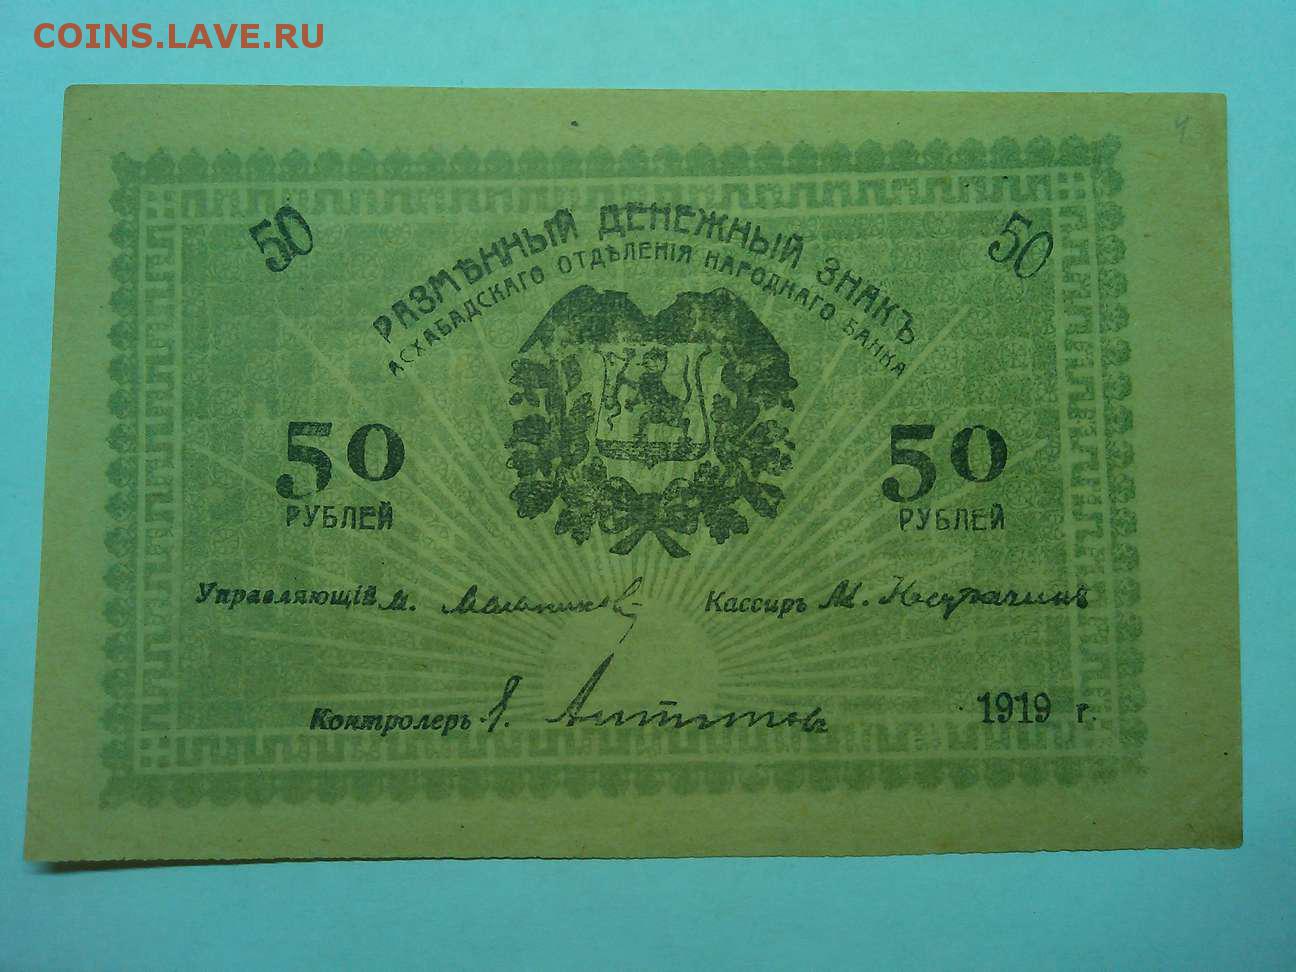 COINS.LAVE.RU
50 50
РАЗМѢННЫЙ ДЕНЕЖНЫЙ ЗНАКЪ
АСХАБАДСКАГО ОТДѢЛЕНІЯ НАРОДНАГО БАНКА
50 50
РУБЛЕЙ РУБЛЕЙ
Управляющій М. Мельниковъ Кассиръ М.
Контролеръ
1919 г.